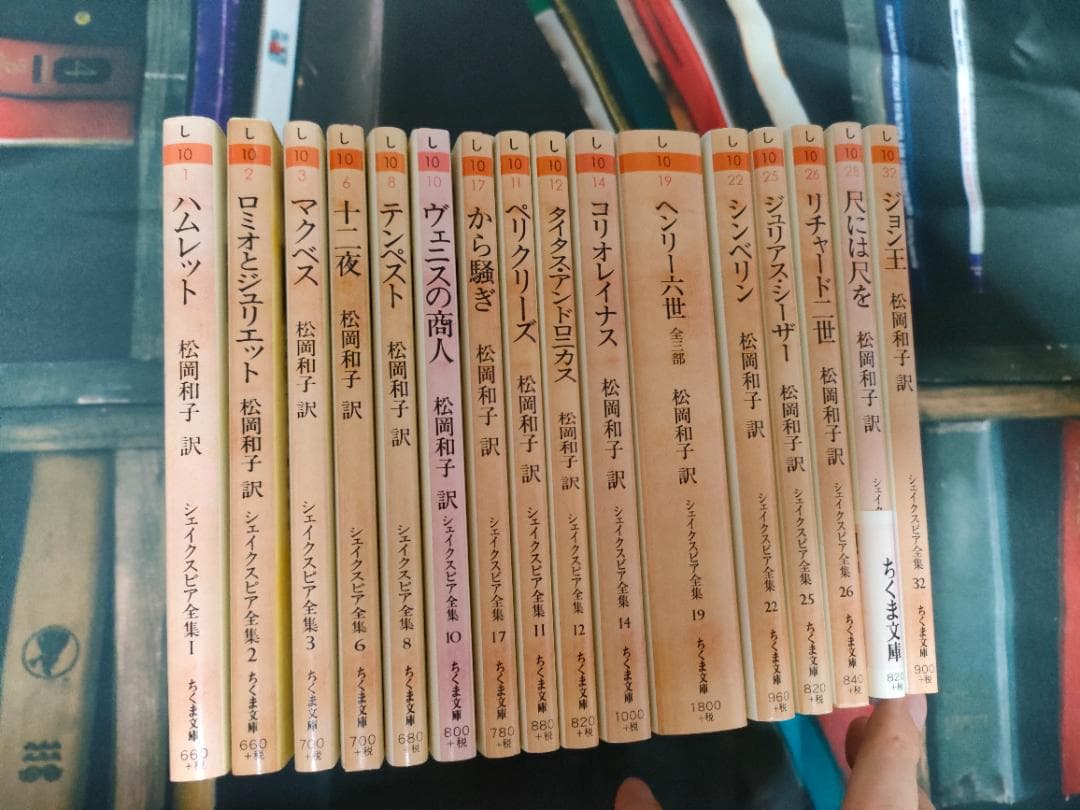 し
10
1
ハムレット 松岡和子 訳 シェイクスピア全集 1 ちくま文庫
660
+税
し
10
2
ロミオとジュリエット 松岡和子 訳 シェイクスピア全集 2 ちくま文庫
660
+税
し
10
3
マクベス 松岡和子 訳 シェイクスピア全集 3 ちくま文庫
700
+税
し
10
6
十二夜 松岡和子 訳 シェイクスピア全集 6 ちくま文庫
700
+税
し
10
8
テンペスト 松岡和子 訳 シェイクスピア全集 8 ちくま文庫
680
+税
し
10
10
ヴェニスの商人 松岡和子 訳 シェイクスピア全集 10 ちくま文庫
800
+税
し
10
17
から騒ぎ 松岡和子 訳 シェイクスピア全集 17 ちくま文庫
780
+税
し
10
11
ペリクリーズ 松岡和子 訳 シェイクスピア全集 11 ちくま文庫
880
+税
し
10
12
タイタス・アンドロニカス 松岡和子 訳 シェイクスピア全集 12 ちくま文庫
820
+税
し
10
14
コリオレイナス 松岡和子 訳 シェイクスピア全集 14 ちくま文庫
1000
+税
し
10
19
ヘンリー六世 全三部 松岡和子 訳 シェイクスピア全集 19 ちくま文庫
1800
+税
し
10
22
シンベリン 松岡和子 訳 シェイクスピア全集 22 ちくま文庫
960
+税
し
10
25
ジュリアス・シーザー 松岡和子 訳 シェイクスピア全集 25 ちくま文庫
820
+税
し
10
26
リチャード二世 松岡和子 訳 シェイクスピア全集 26 ちくま文庫
840
+税
し
10
28
尺には尺を 松岡和子 訳 シェイク ちくま文庫
820
+税
し
10
32
ジョン王 松岡和子 訳 シェイクスピア全集 32 ちくま文庫
900
+税